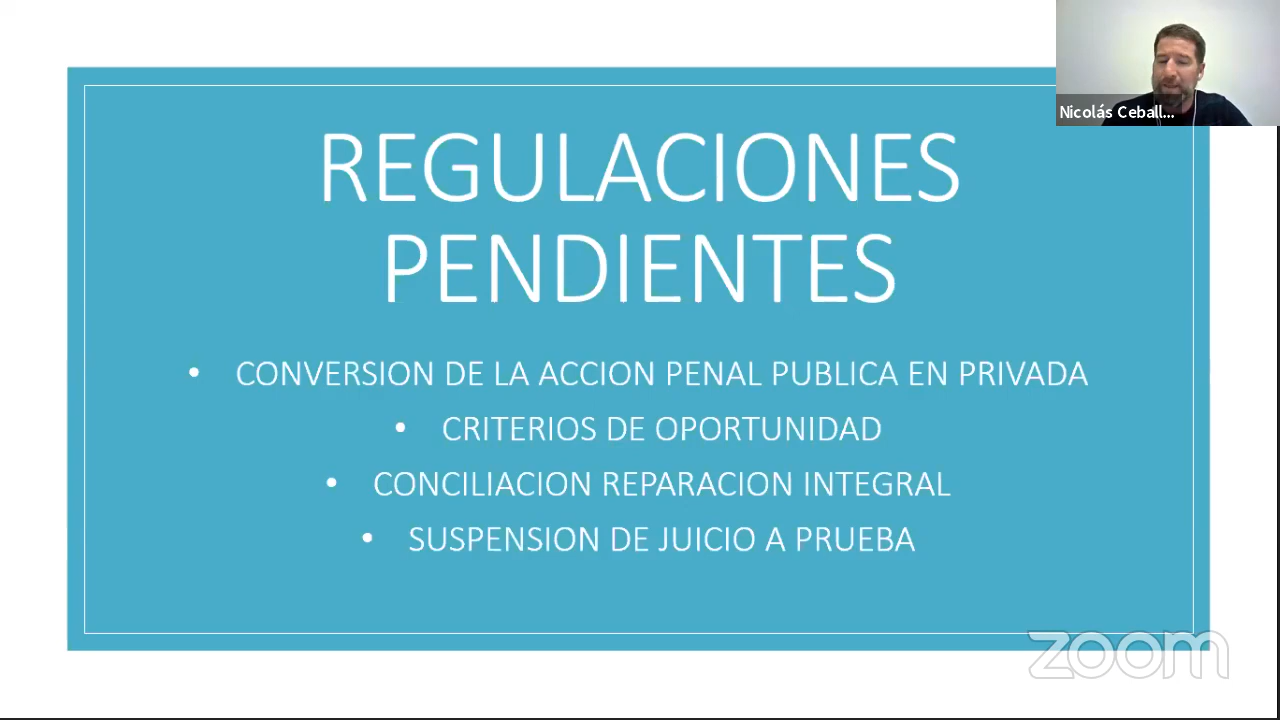 Nicolás Ceball...
REGULACIONES
PENDIENTES
• CONVERSION DE LA ACCION PENAL PUBLICA EN PRIVADA
• CRITERIOS DE OPORTUNIDAD
• CONCILIACION REPARACION INTEGRAL
• SUSPENSION DE JUICIO A PRUEBA
zoom